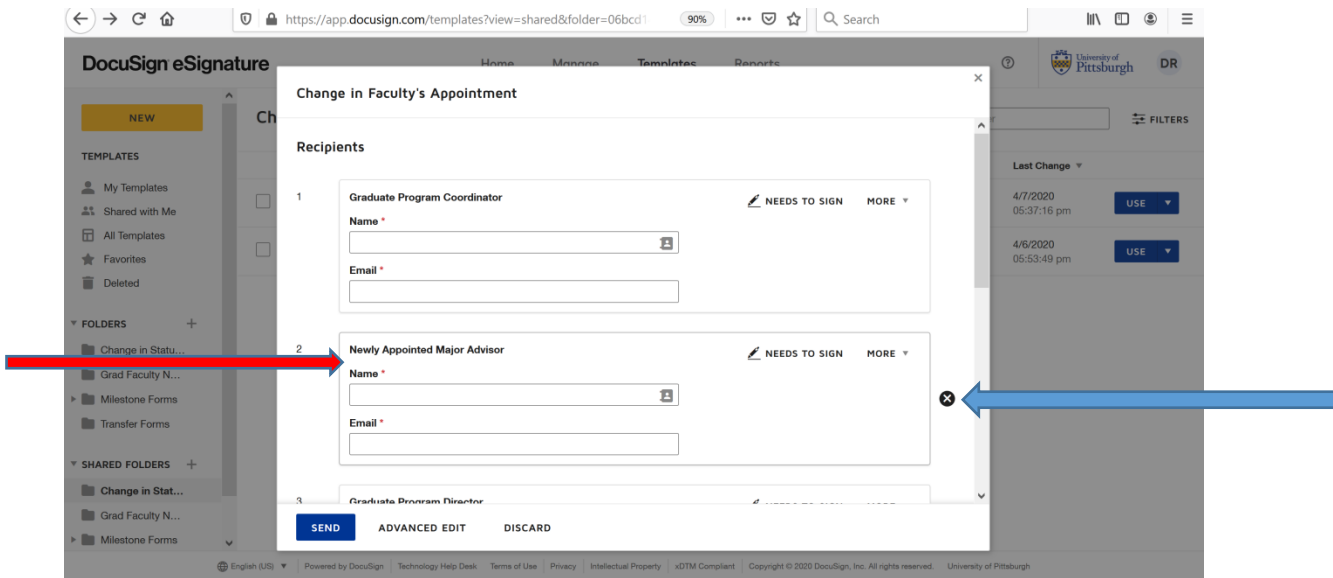 https://app.docusign.com/templates?view=shared&folder=06bcd1
90%
Search
DocuSign eSignature
Home Manage Templates Reports
University of Pittsburgh
DR
NEW
Ch
FILTERS
TEMPLATES
My Templates
Shared with Me
All Templates
Favorites
Deleted
FOLDERS
Change in Statu...
Grad Faculty N...
Milestone Forms
Transfer Forms
SHARED FOLDERS
Change in Stat...
Grad Faculty N...
Milestone Forms
Change in Faculty's Appointment
Recipients
1
Graduate Program Coordinator
NEEDS TO SIGN MORE
Name *
Email *
2
Newly Appointed Major Advisor
NEEDS TO SIGN MORE
Name *
Email *
3
Graduate Program Director
NEEDS TO SIGN MORE
SEND ADVANCED EDIT DISCARD
Last Change
4/7/2020
05:37:16 pm
USE
4/6/2020
05:53:49 pm
USE
English (US) Powered by DocuSign Technology Help Desk Terms of Use Privacy Intellectual Property xDTM Compliant Copyright © 2020 DocuSign, Inc. All rights reserved. University of Pittsburgh